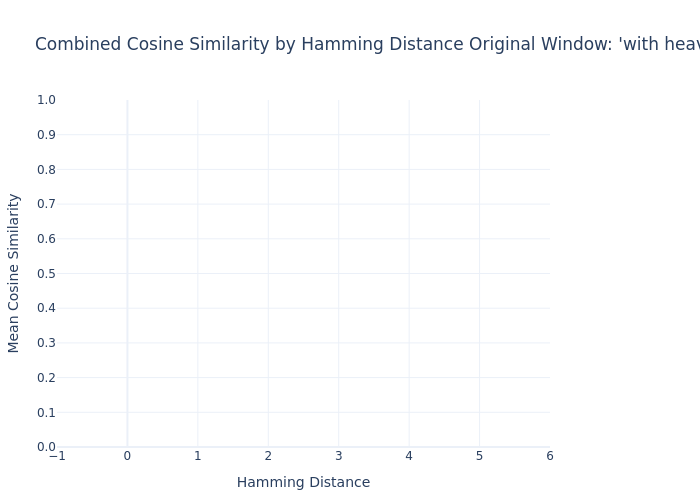 Combined Cosine Similarity by Hamming Distance Original Window: 'with
1.0
0.9
0.8
0.7
0.6
0.5
0.4
0.3
0.2
0.1
0.0
Mean Cosine Similarity
−1 0 1 2 3 4 5 6
Hamming Distance